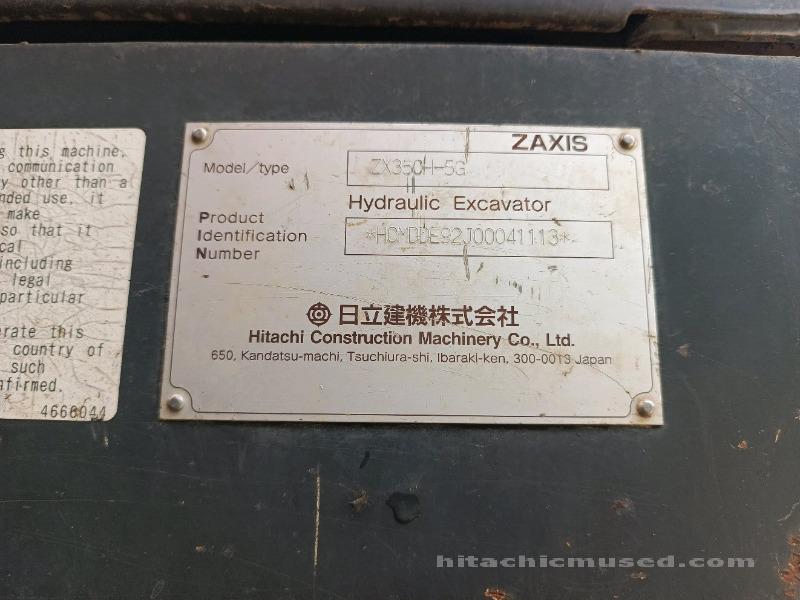 g this machine.
communication
y other than a
nded use. it
make
so that it
cal
including
legal
particular
erate this
country of
such
nfirmed.
4666044
ZAXIS
Model/type ZX350H-5G
Hydraulic Excavator
Product
Identification
Number
*HCMDDE92J00041113*
日立建機株式会社
Hitachi Construction Machinery Co., Ltd.
650, Kandatsu-machi, Tsuchiura-shi, Ibaraki-ken, 300-0013 Japan
hitachicmused.com